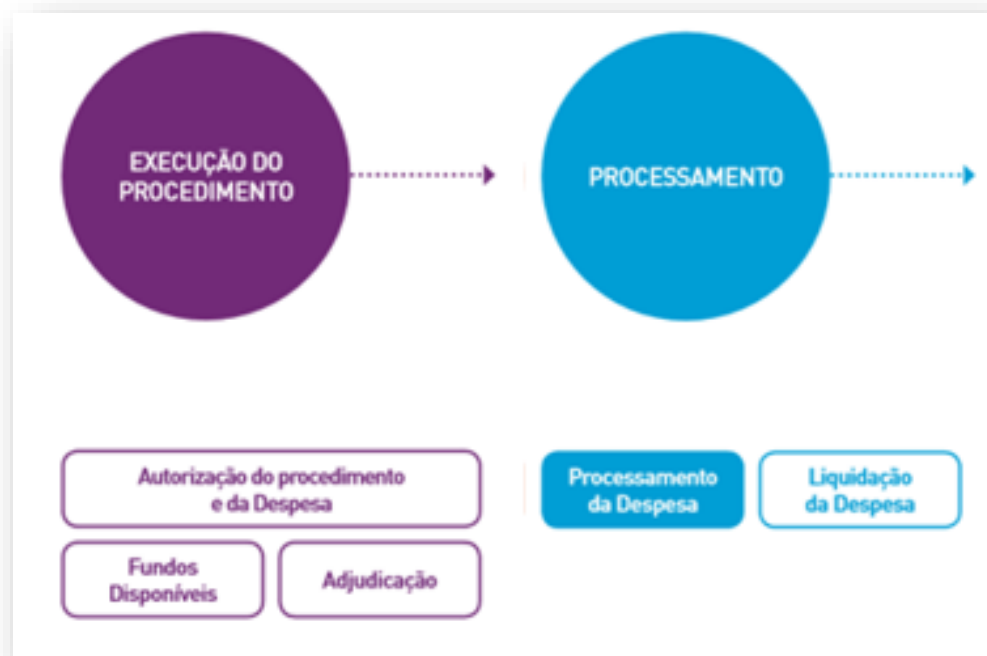 EXECUÇÃO DO
PROCEDIMENTO
PROCESSAMENTO
Autorização do procedimento
e da Despesa
Fundos
Disponíveis
Adjudicação
Processamento
da Despesa
Liquidação
da Despesa